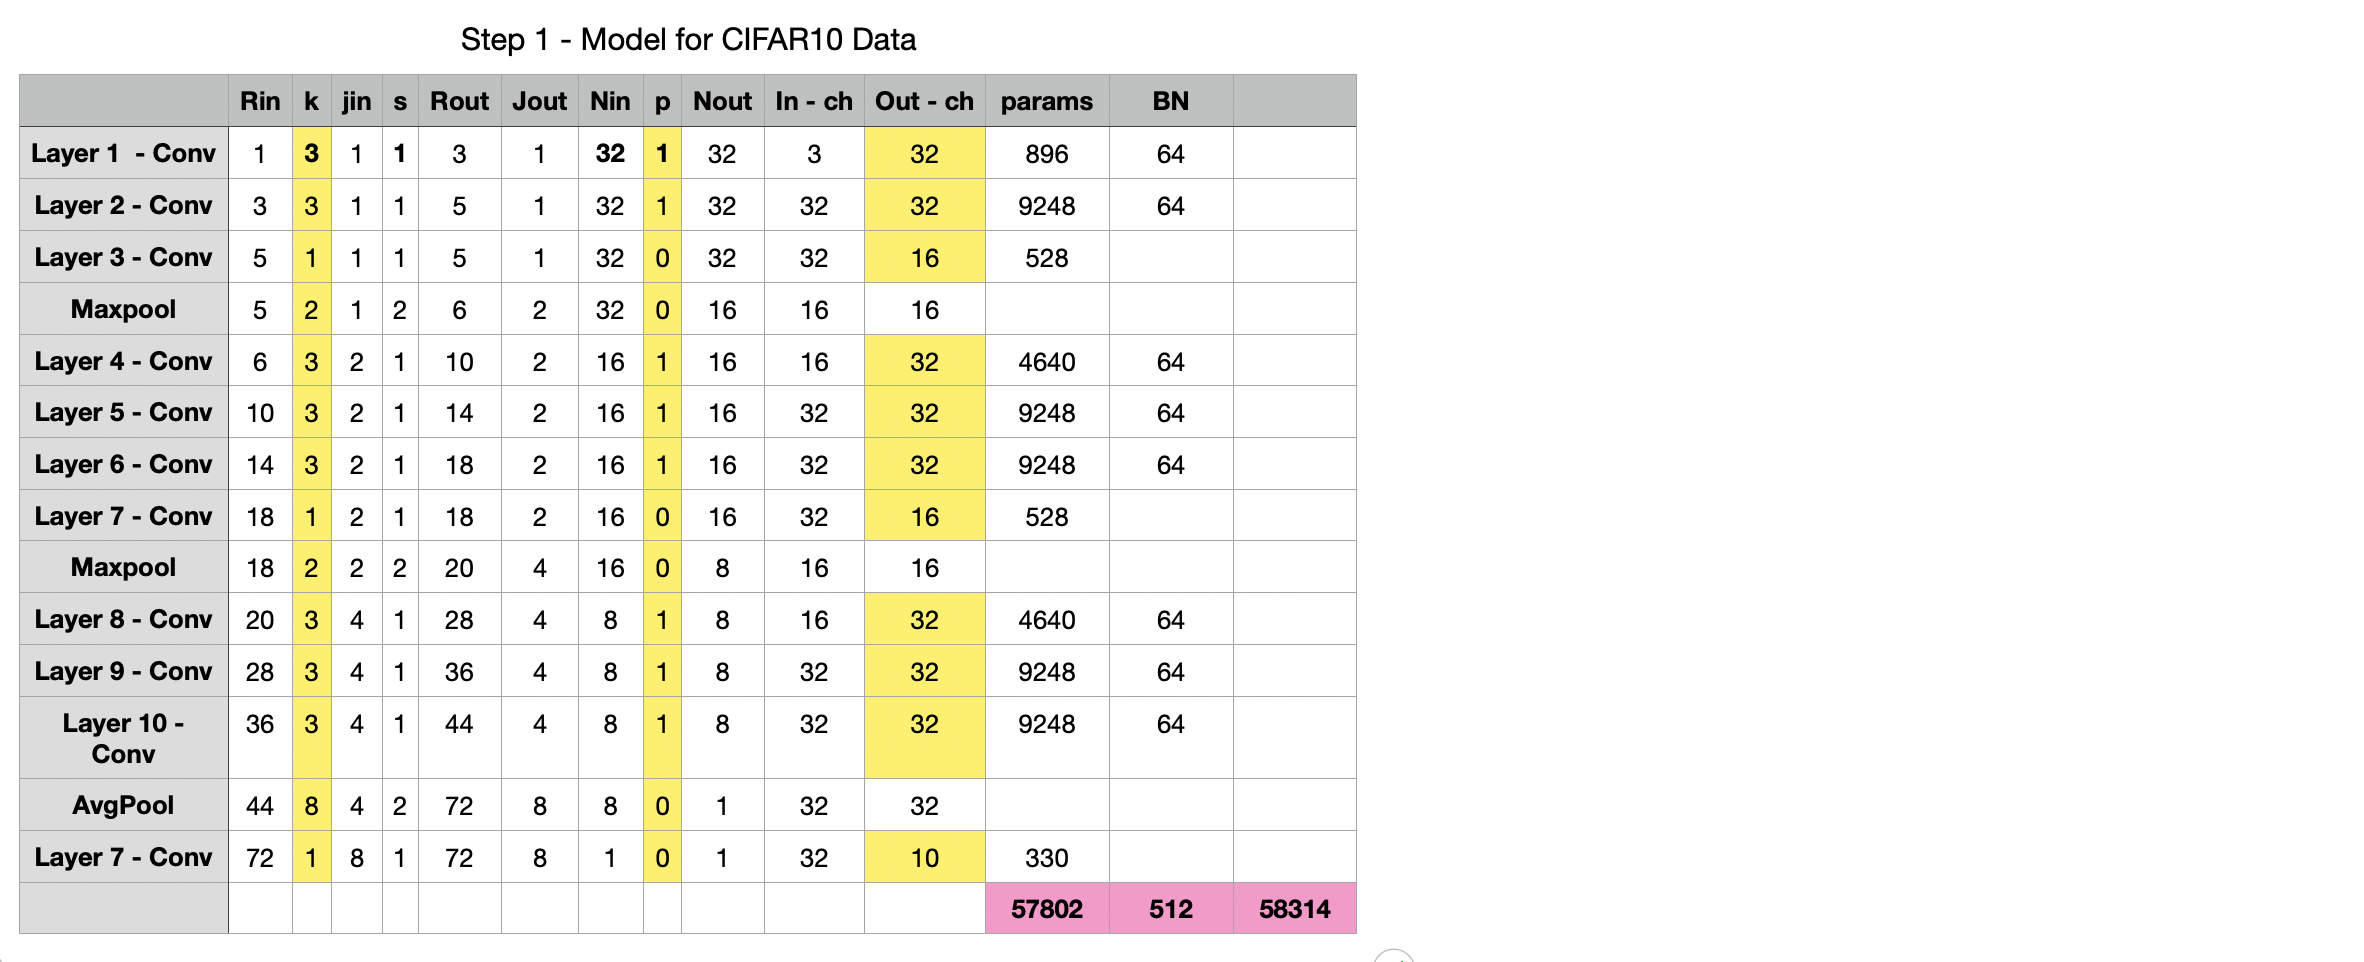 Step 1 - Model for CIFAR10 Data
Rin k jin s Rout Jout Nin p Nout In - ch Out - ch params BN
Layer 1 - Conv 1 3 1 1 3 1 32 1 32 3 32 896 64
Layer 2 - Conv 3 3 1 1 5 1 32 1 32 32 32 9248 64
Layer 3 - Conv 5 1 1 1 5 1 32 0 32 32 16 528
Maxpool 5 2 1 2 6 2 32 0 16 16 16
Layer 4 - Conv 6 3 2 1 10 2 16 1 16 16 32 4640 64
Layer 5 - Conv 10 3 2 1 14 2 16 1 16 32 32 9248 64
Layer 6 - Conv 14 3 2 1 18 2 16 1 16 32 32 9248 64
Layer 7 - Conv 18 1 2 1 18 2 16 0 16 32 16 528
Maxpool 18 2 2 2 20 4 16 0 8 16 16
Layer 8 - Conv 20 3 4 1 28 4 8 1 8 16 32 4640 64
Layer 9 - Conv 28 3 4 1 36 4 8 1 8 32 32 9248 64
Layer 10 - 36 3 4 1 44 4 8 1 8 32 32 9248 64
Conv
AvgPool 44 8 4 2 72 8 8 0 1 32 32
Layer 7 - Conv 72 1 8 1 72 8 1 0 1 32 10 330
57802 512 58314